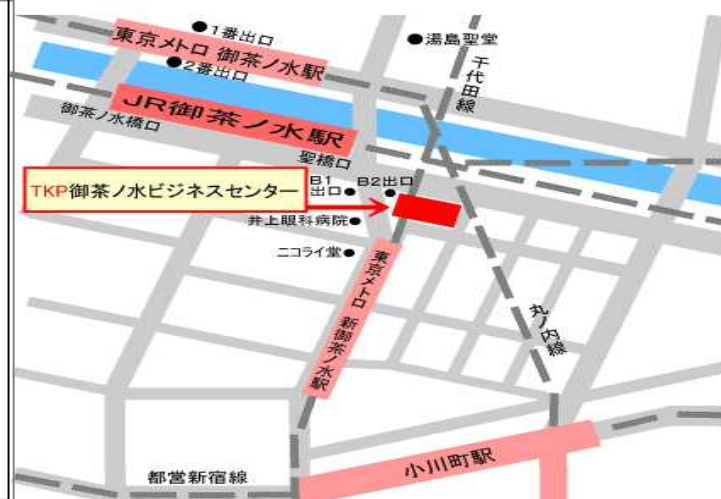 1番出口
東京メトロ 御茶ノ水駅
2番出口
湯島聖堂
千代田線
JR御茶ノ水駅
御茶ノ水橋口
聖橋口
TKP御茶ノ水ビジネスセンター
B1
出口
B2出口
井上眼科病院
ニコライ堂
東京メトロ 新御茶ノ水駅
丸ノ内線
都営新宿線
小川町駅